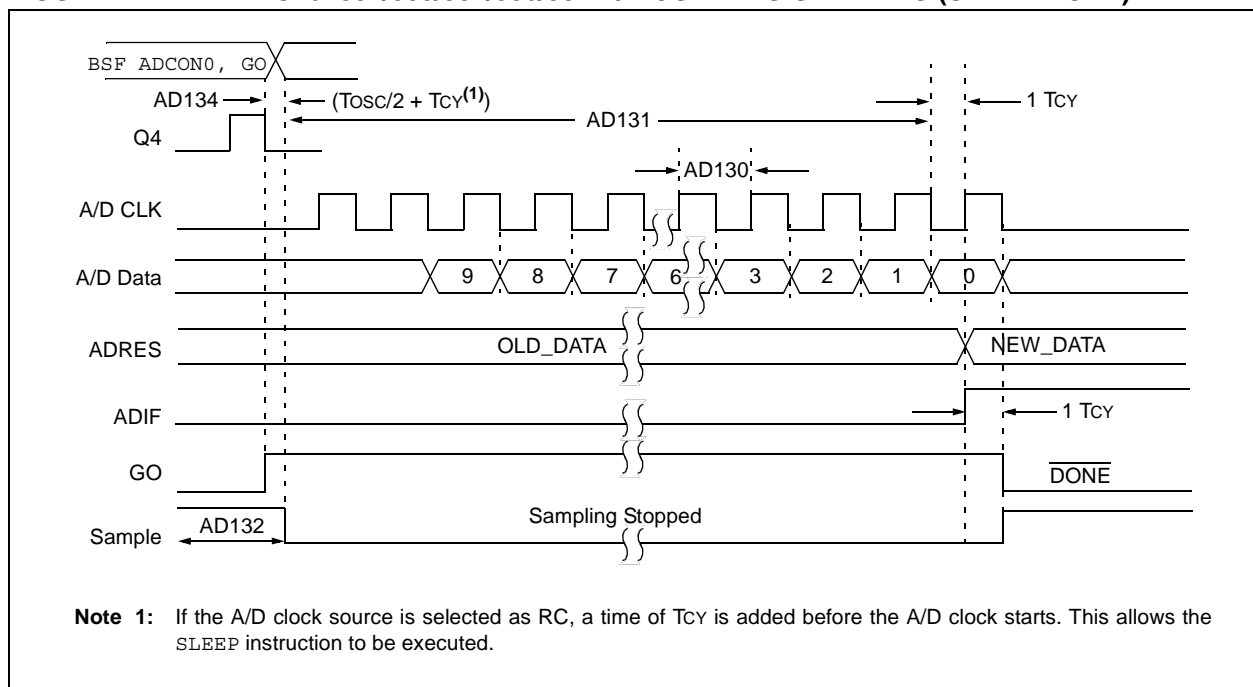 BSF ADCON0, GO
AD134
(TOSC/2 + TCY(1))
1 TCY
AD131
Q4
AD130
A/D CLK
A/D Data
9
8
7
6
3
2
1
0
ADRES
OLD_DATA
NEW_DATA
ADIF
1 TCY
GO
DONE
Sample
AD132
Sampling Stopped
Note 1: If the A/D clock source is selected as RC, a time of TCY is added before the A/D clock starts. This allows the
SLEEP instruction to be executed.